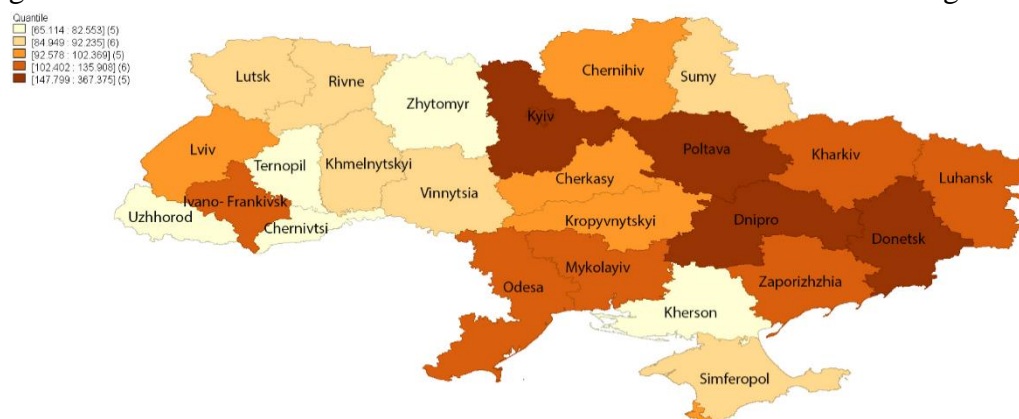 Quantile
[65.114 : 82.553] (5)
[84.949 : 92.235] (6)
[92.578 : 102.369] (5)
[102.402 : 135.908] (6)
[147.799 : 367.375] (5)
Chernihiv
Lutsk
Rivne
Sumy
Zhytomyr
Kyiv
Lviv
Ternopil
Khmelnytskyi
Poltava
Kharkiv
Luhansk
Vinnytsia
Cherkasy
Ivano- Frankivsk
Uzhhorod
Chernivtsi
Kropyvnytskyi
Dnipro
Donetsk
Odesa
Mykolayiv
Zaporizhzhia
Kherson
Simferopol